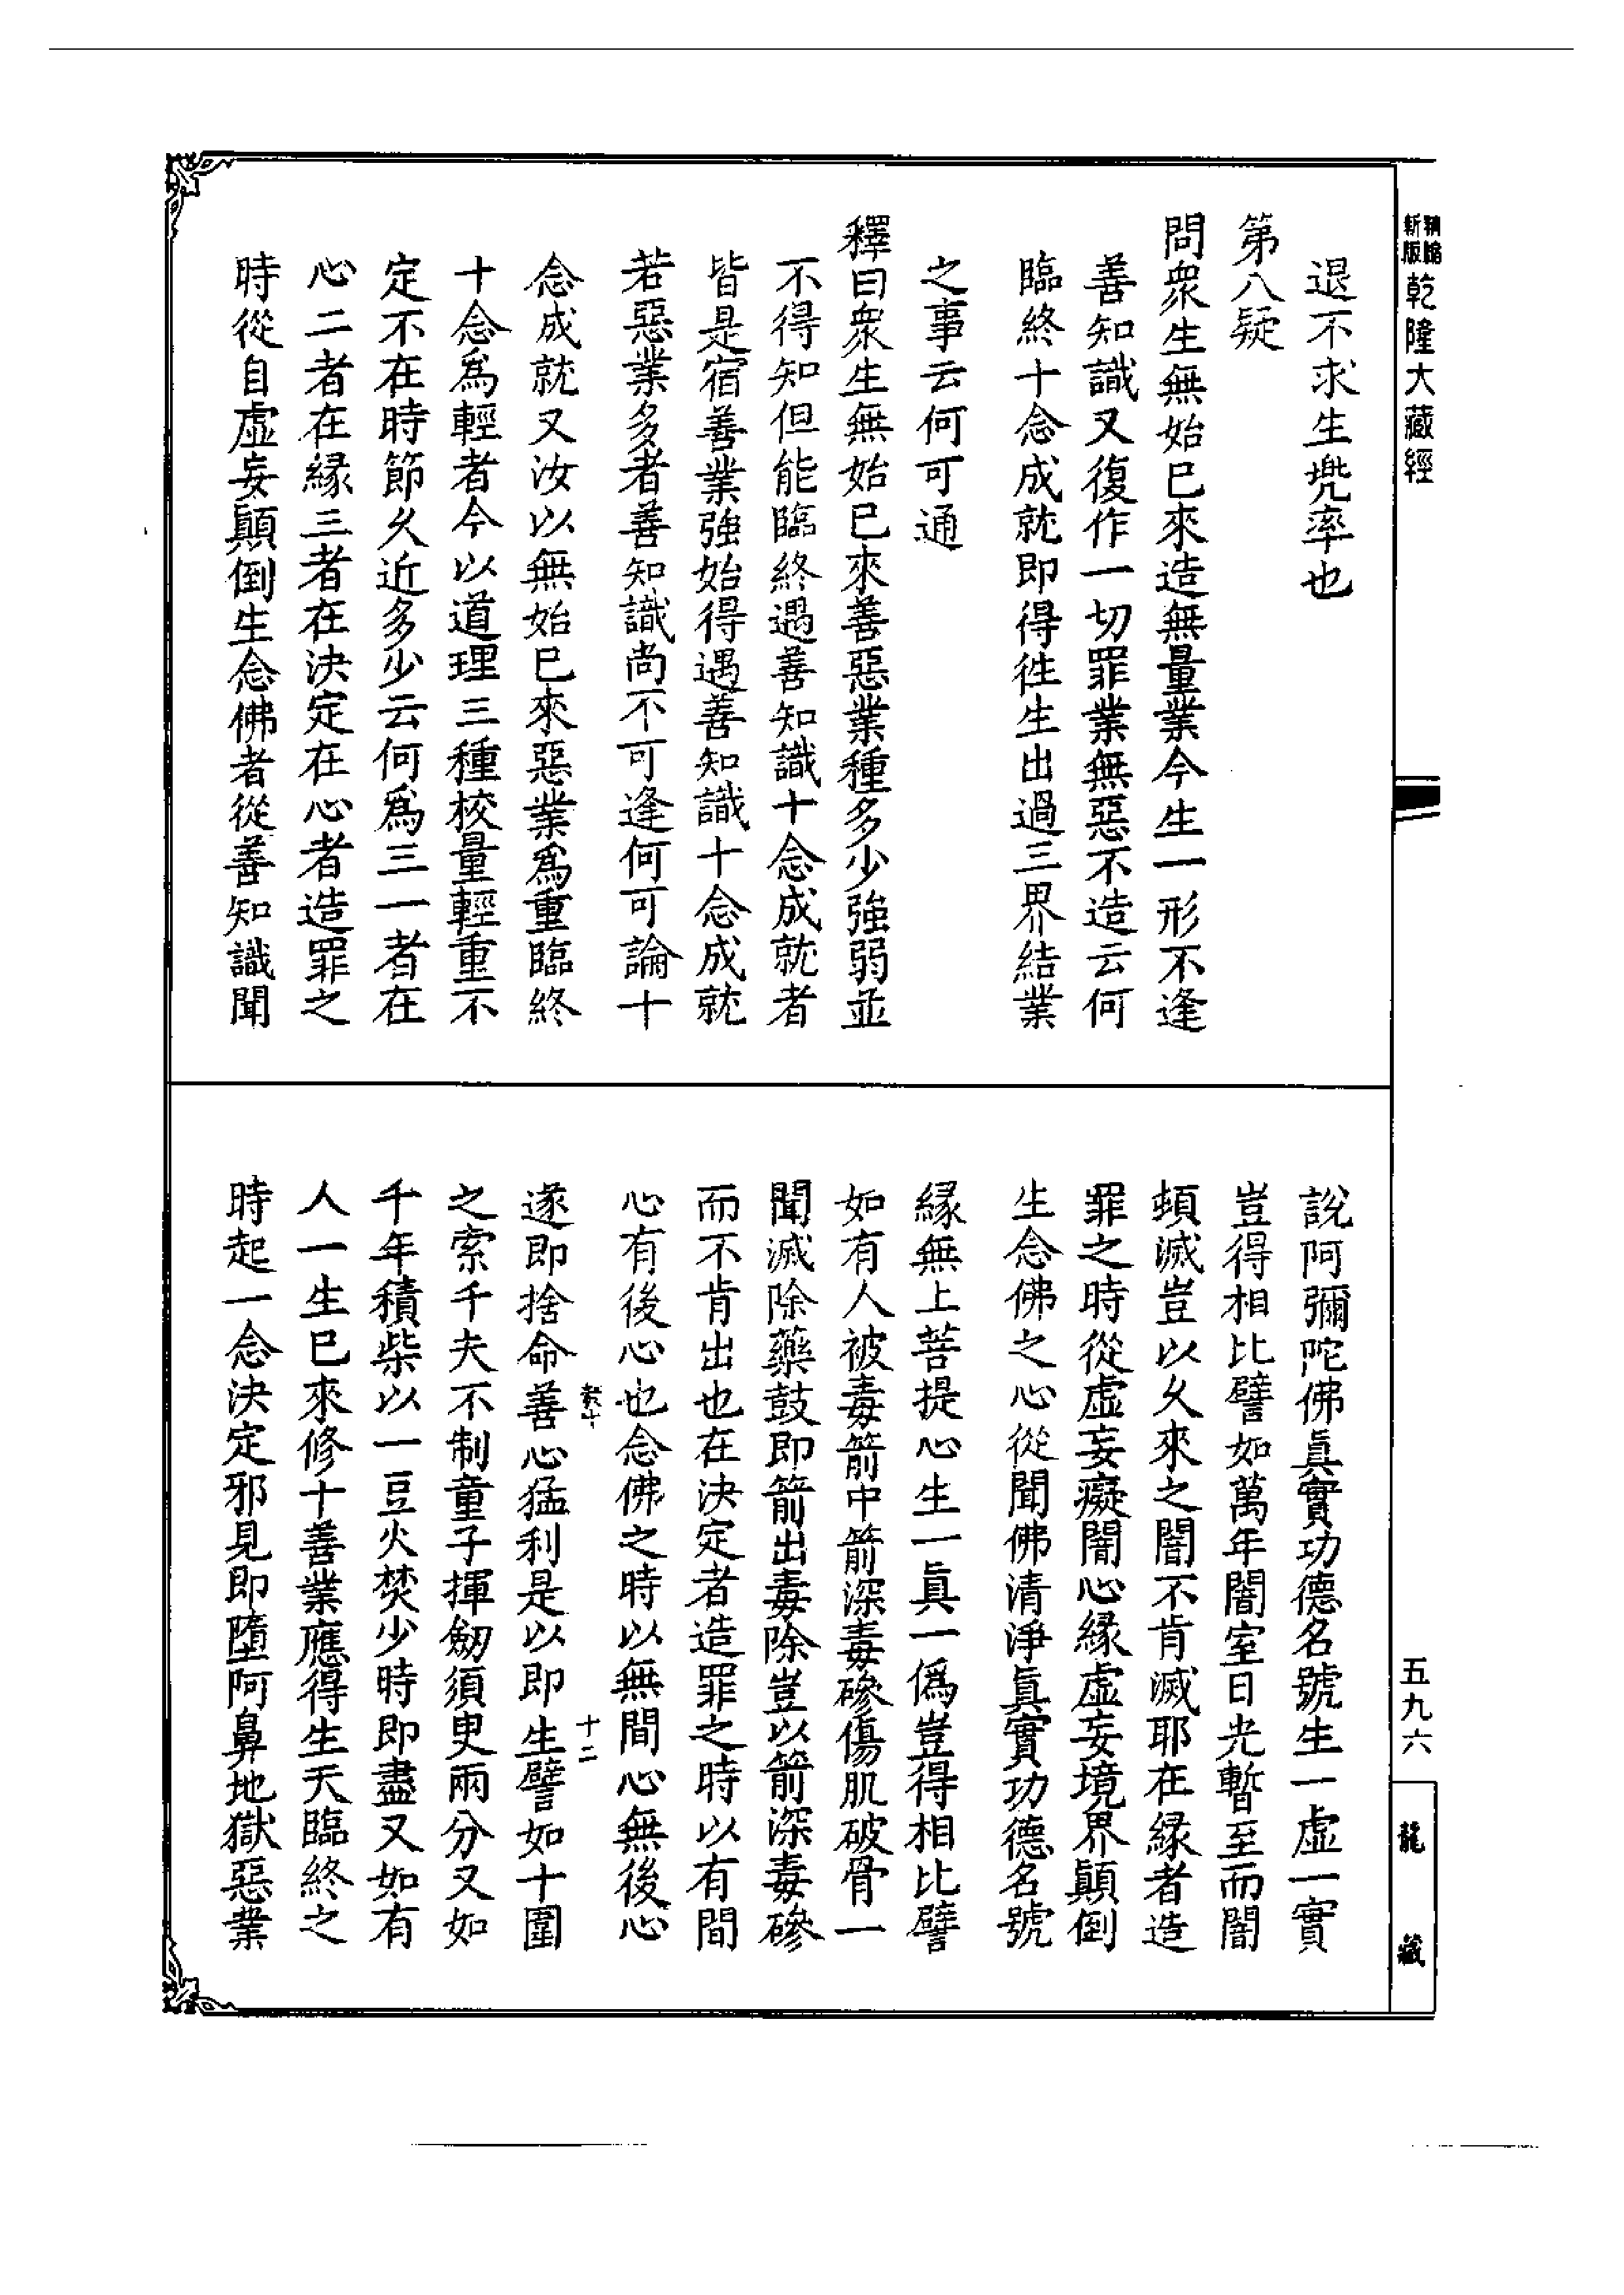 精縮新版乾隆大藏經
退不求生兠率也
第八疑
問衆生無始已來造無量業今生一形不逢
善知識又復作一切罪業無惡不造云何
臨終十念成就即得徃生出過三界結業
之事云何可通
釋曰衆生無始已來善惡業種多少強弱並
不得知但能臨終遇善知識十念成就者
皆是宿善業強始得遇善知識十念成就
若惡業多者善知識尚不可逢何可論十
念成就又汝以無始已來惡業爲重臨終
十念爲輕者今以道理三種校量輕重不
定不在時節久近多少云何爲三一者在
心二者在緣三者在決定在心者造罪之
時從自虛妄顛倒生念佛者從善知識聞
說阿彌陀佛眞實功德名號生一虛一實
豈得相比譬如萬年闇室日光暫至而闇
頓滅豈以久來之闇不肯滅耶在緣者造
罪之時從虛妄癡闇心緣虛妄境界顛倒
生念佛之心從聞佛清淨眞實功德名號
緣無上菩提心生一眞一僞豈得相比譬
如有人被毒箭中箭深毒磣傷肌破骨一
聞滅除藥鼓即箭出毒除豈以箭深毒磣
而不肯出也在決定者造罪之時以有間
心有後心也念佛之時以無間心無後心
遂即捨命善心猛利是以即生譬如十圍
之索千夫不制童子揮劒須臾兩分又如
千年積柴以一豆火焚少時即盡又如有
人一生已來修十善業應得生天臨終之
時起一念決定邪見即墮阿鼻地獄惡業
十二
五九六
龍藏